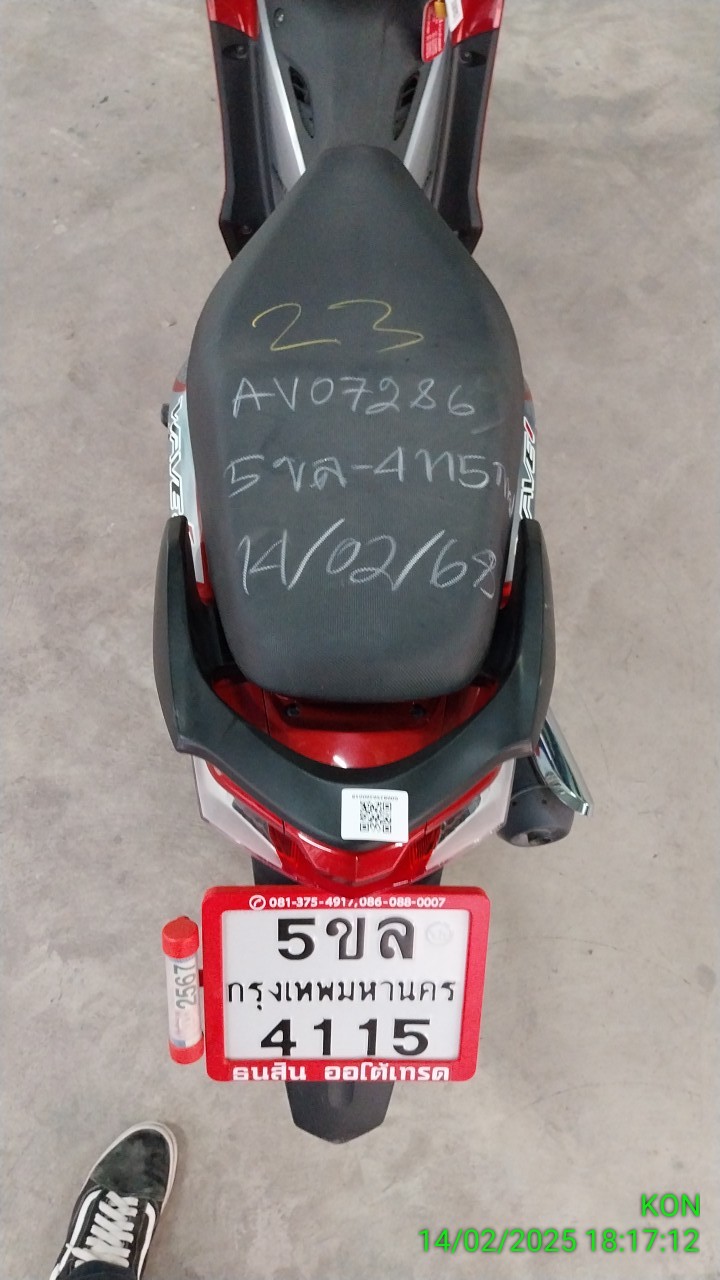 23
AV07286
5ขล-4115
14/02/68
WAVE
081-375-4917, 086-088-0007
5ขล
กรุงเทพมหานคร
4115
2567
ธนสิน ออโต้เทรด
KON
14/02/2025 18:17:12